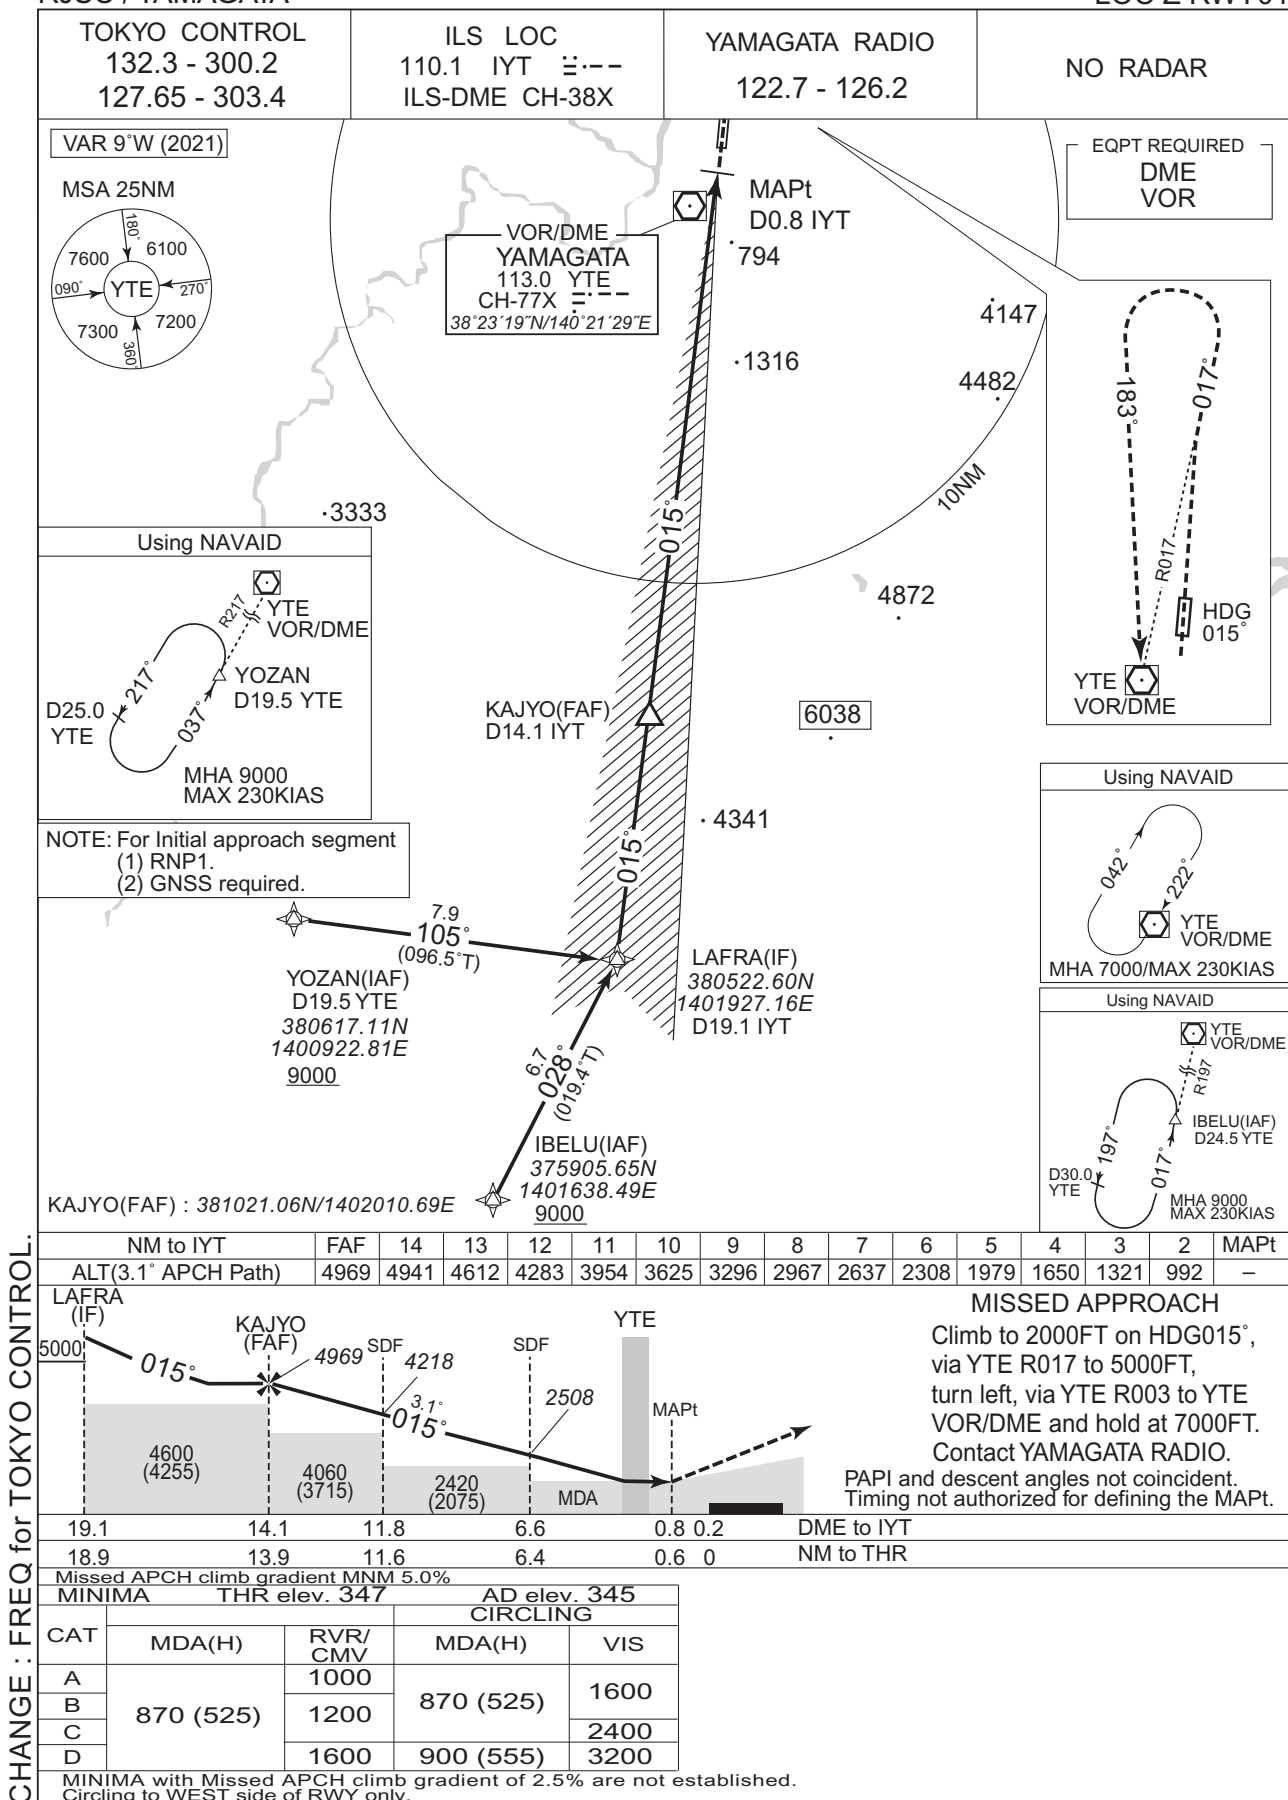 TOKYO CONTROL
132.3 - 300.2
127.65 - 303.4
ILS LOC
110.1 IYT
ILS-DME CH-38X
YAMAGATA RADIO
122.7 - 126.2
NO RADAR
VAR 9°W (2021)
MSA 25NM
180°
7600
6100
090°
YTE
270°
7300
7200
360°
EQPT REQUIRED
DME
VOR
MAPt
D0.8 IYT
794
VOR/DME
YAMAGATA
113.0 YTE
CH-77X
38°23´19˝N/140°21´29˝E
4147
1316
4482
10NM
3333
015°
4872
183°
017°
R017
HDG
015°
YTE
VOR/DME
Using NAVAID
R217
YTE
VOR/DME
217°
037°
YOZAN
D19.5 YTE
D25.0
YTE
MHA 9000
MAX 230KIAS
KAJYO(FAF)
D14.1 IYT
6038
4341
015°
NOTE: For Initial approach segment
(1) RNP1.
(2) GNSS required.
Using NAVAID
042°
222°
YTE
VOR/DME
MHA 7000/MAX 230KIAS
7.9
105°
(096.5°T)
YOZAN(IAF)
D19.5 YTE
380617.11N
1400922.81E
9000
LAFRA(IF)
380522.60N
1401927.16E
D19.1 IYT
6.7
028°
(019.4°T)
IBELU(IAF)
375905.65N
1401638.49E
9000
Using NAVAID
YTE
VOR/DME
R197
IBELU(IAF)
D24.5 YTE
197°
017°
D30.0
YTE
MHA 9000
MAX 230KIAS
KAJYO(FAF) : 381021.06N/1402010.69E
NM to IYT FAF 14 13 12 11 10 9 8 7 6 5 4 3 2 MAPt
ALT(3.1° APCH Path) 4969 4941 4612 4283 3954 3625 3296 2967 2637 2308 1979 1650 1321 992 –
LAFRA
(IF)
5000
015°
KAJYO
(FAF)
4969
SDF
4218
3.1°
015°
SDF
2508
YTE
MAPt
4600
(4255)
4060
(3715)
2420
(2075)
MDA
MISSED APPROACH
Climb to 2000FT on HDG015°,
via YTE R017 to 5000FT,
turn left, via YTE R003 to YTE
VOR/DME and hold at 7000FT.
Contact YAMAGATA RADIO.
PAPI and descent angles not coincident.
Timing not authorized for defining the MAPt.
19.1 14.1 11.8 6.6 0.8 0.2 DME to IYT
18.9 13.9 11.6 6.4 0.6 0 NM to THR
Missed APCH climb gradient MNM 5.0%
MINIMA THR elev. 347 AD elev. 345
CIRCLING
CAT MDA(H) RVR/CMV MDA(H) VIS
A 870 (525) 1000 870 (525) 1600
B 1200
C 2400
D 1600 900 (555) 3200
MINIMA with Missed APCH climb gradient of 2.5% are not established.
Circling to WEST side of RWY only.
CHANGE : FREQ for TOKYO CONTROL.